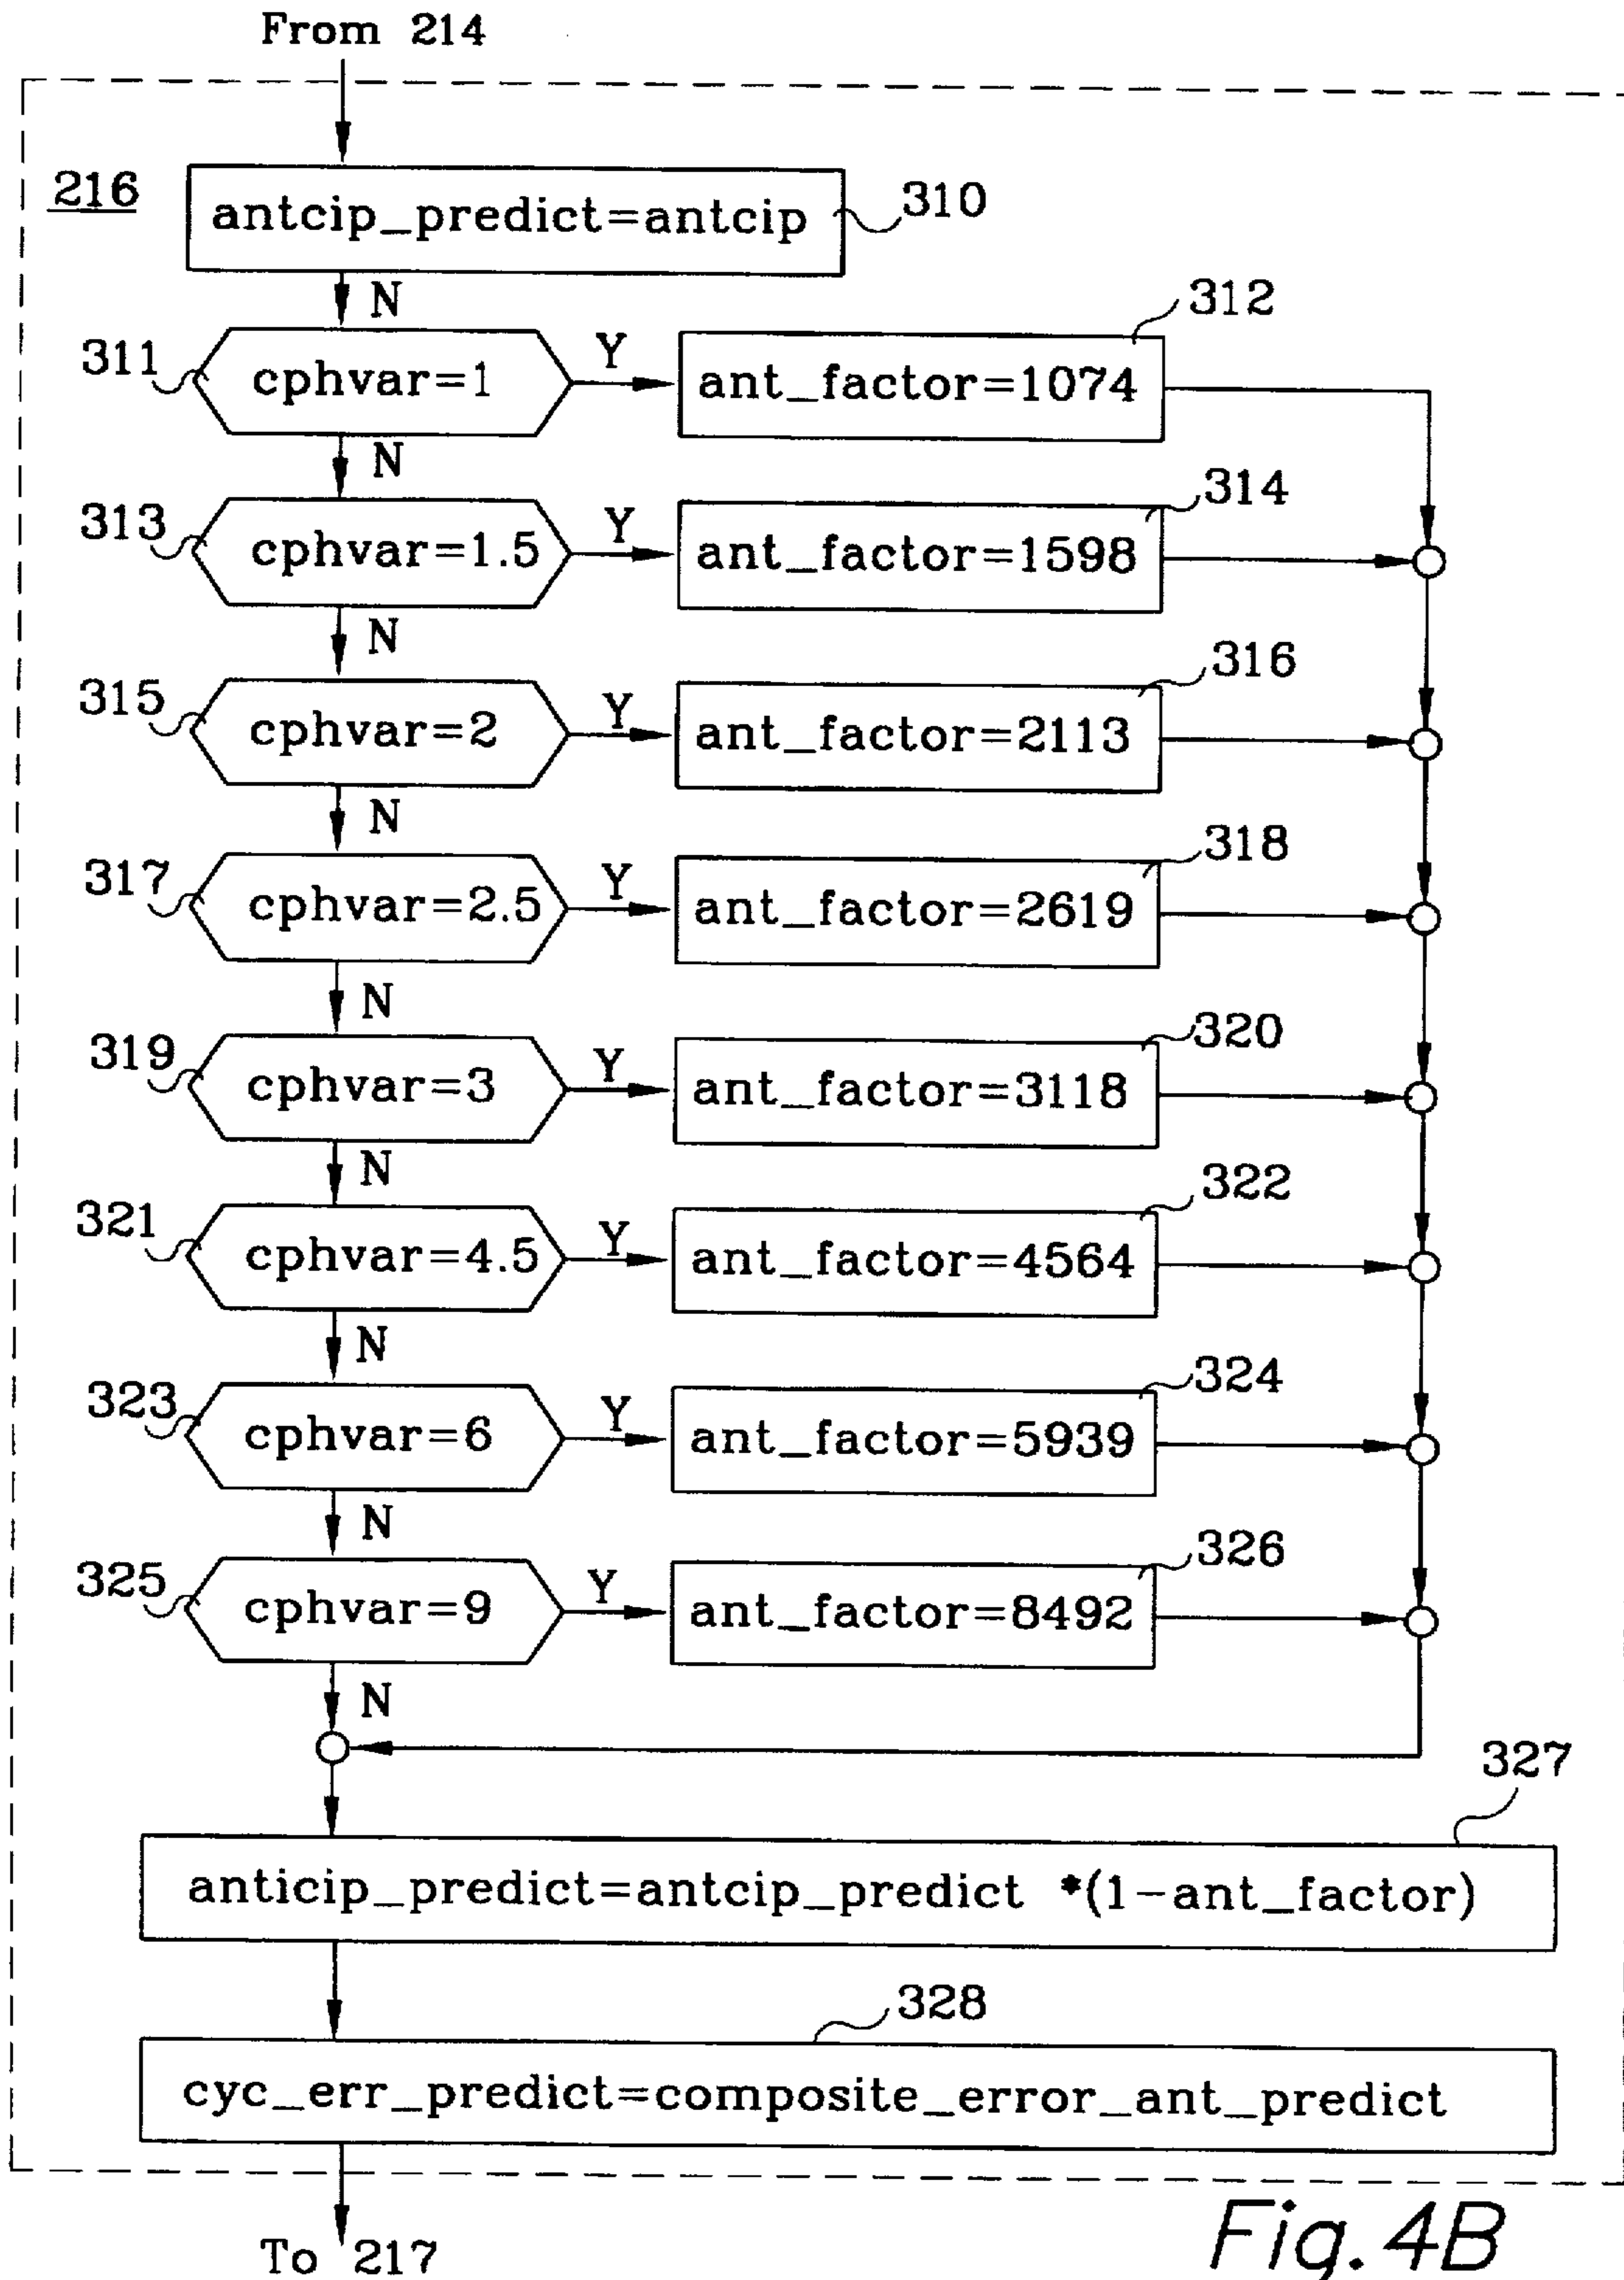 From 214
216
antcip_predict=antcip
310
N
311
cphvar=1
Y
ant_factor=1074
312
N
313
cphvar=1.5
Y
ant_factor=1598
314
N
315
cphvar=2
Y
ant_factor=2113
316
N
317
cphvar=2.5
Y
ant_factor=2619
318
N
319
cphvar=3
Y
ant_factor=3118
320
N
321
cphvar=4.5
Y
ant_factor=4564
322
N
323
cphvar=6
Y
ant_factor=5939
324
N
325
cphvar=9
Y
ant_factor=8492
326
N
327
anticip_predict=antcip_predict *(1-ant_factor)
328
cyc_err_predict=composite_error_ant_predict
To 217
Fig. 4B